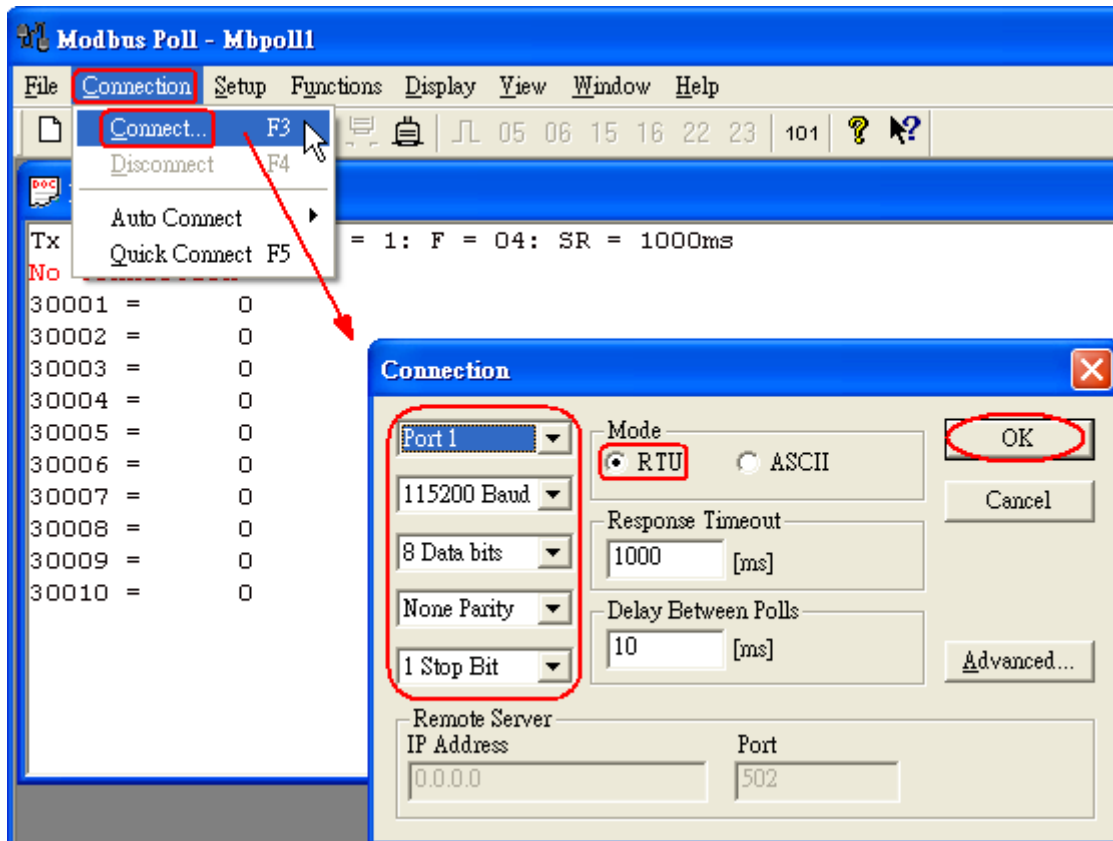 Modbus Poll - Mbpoll1
File Connection Setup Functions Display View Window Help
Connect... F3
05 06 15 16 22 23 101
Disconnect F4
Auto Connect
Quick Connect F5
DOC
Tx = 1: F = 04: SR = 1000ms
No
30001 = 0
30002 = 0
30003 = 0
30004 = 0
30005 = 0
30006 = 0
30007 = 0
30008 = 0
30009 = 0
30010 = 0
Connection
Port 1
115200 Baud
8 Data bits
None Parity
1 Stop Bit
Mode
RTU ASCII
Response Timeout
1000 [ms]
Delay Between Polls
10 [ms]
OK
Cancel
Advanced...
Remote Server
IP Address Port
0.0.0.0 502